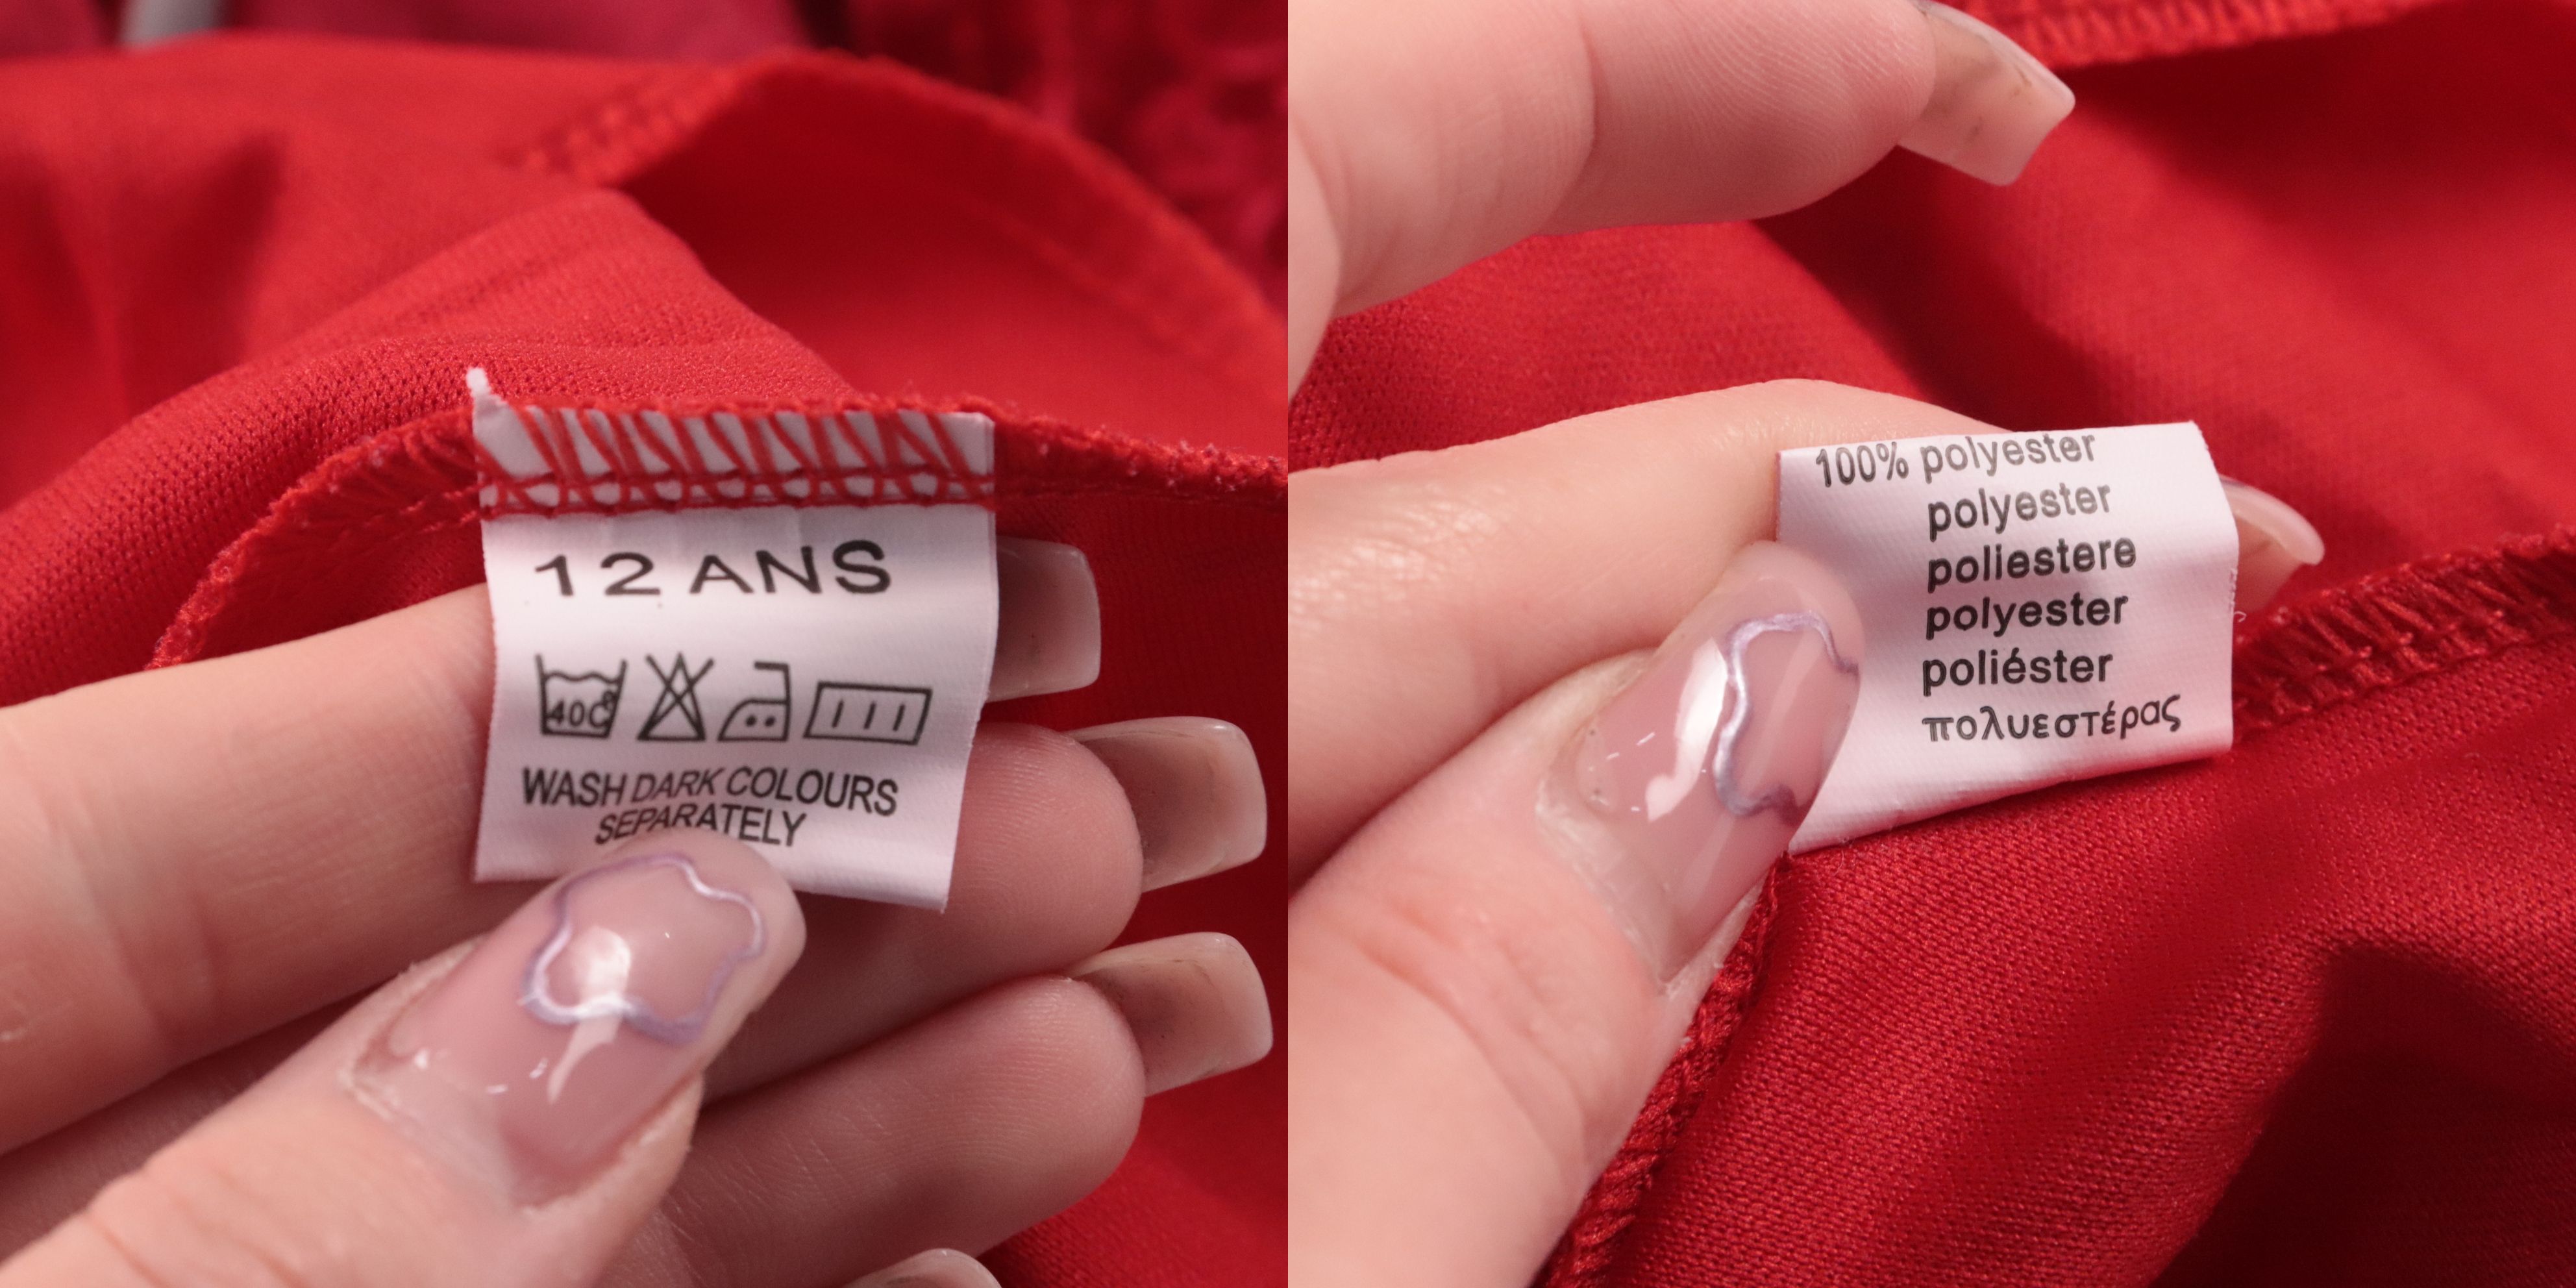 12 ANS
40C
WASH DARK COLOURS
SEPARATELY
100% polyester
polyester
poliestere
polyester
poliéster
πολυεστέρας